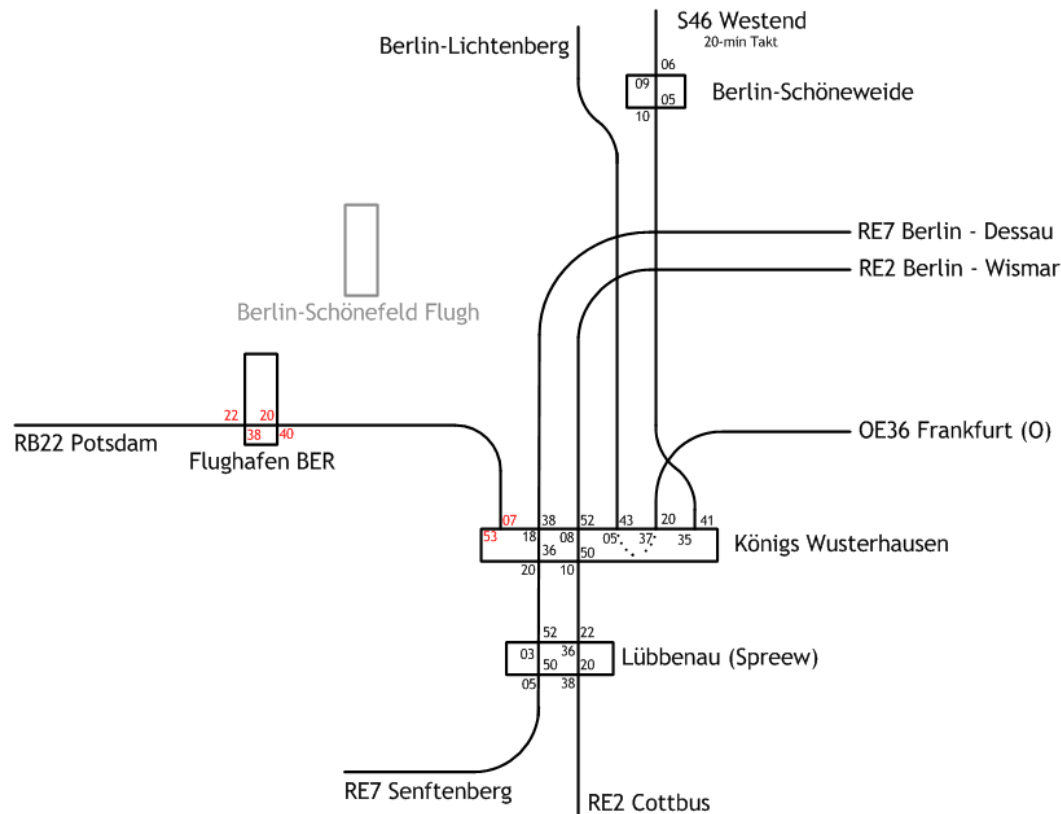 S46 Westend
20-min Takt
Berlin-Lichtenberg
06
09
05
10
Berlin-Schöneweide
RE7 Berlin - Dessau
RE2 Berlin - Wismar
Berlin-Schönefeld Flugh
22
20
38
40
RB22 Potsdam
Flughafen BER
OE36 Frankfurt (O)
07
38
52
43
20
41
53
18
08
05
37
35
36
50
20
10
Königs Wusterhausen
52
22
03
36
50
20
05
38
Lübbenau (Spreew)
RE7 Senftenberg
RE2 Cottbus